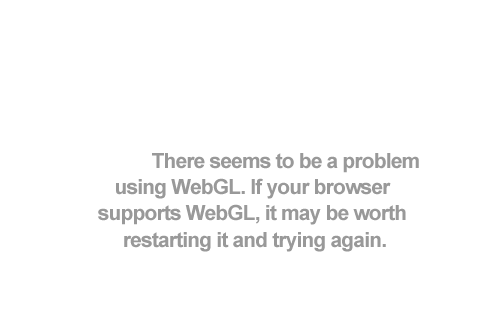 There seems to be a problem
using WebGL. If your browser
supports WebGL, it may be worth
restarting it and trying again.